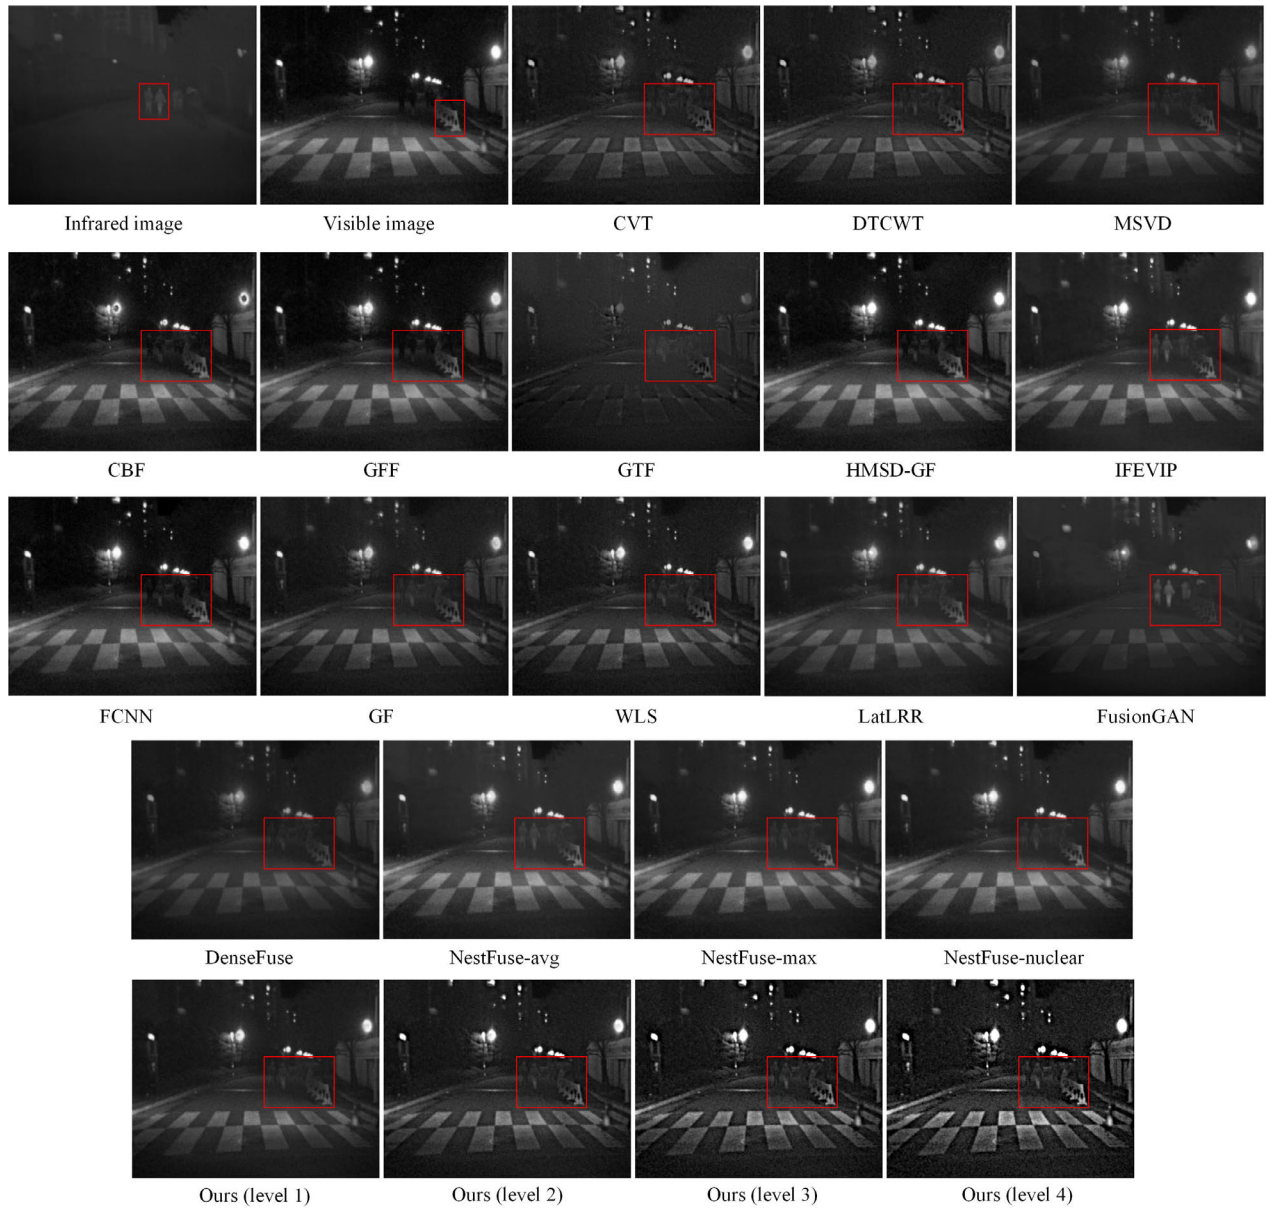 Infrared image Visible image CVT DTCWT MSVD
CBF GFF GTF HMSD-GF IFEVIP
FCNN GF WLS LatLRR FusionGAN
DenseFuse NestFuse-avg NestFuse-max NestFuse-nuclear
Ours (level 1) Ours (level 2) Ours (level 3) Ours (level 4)